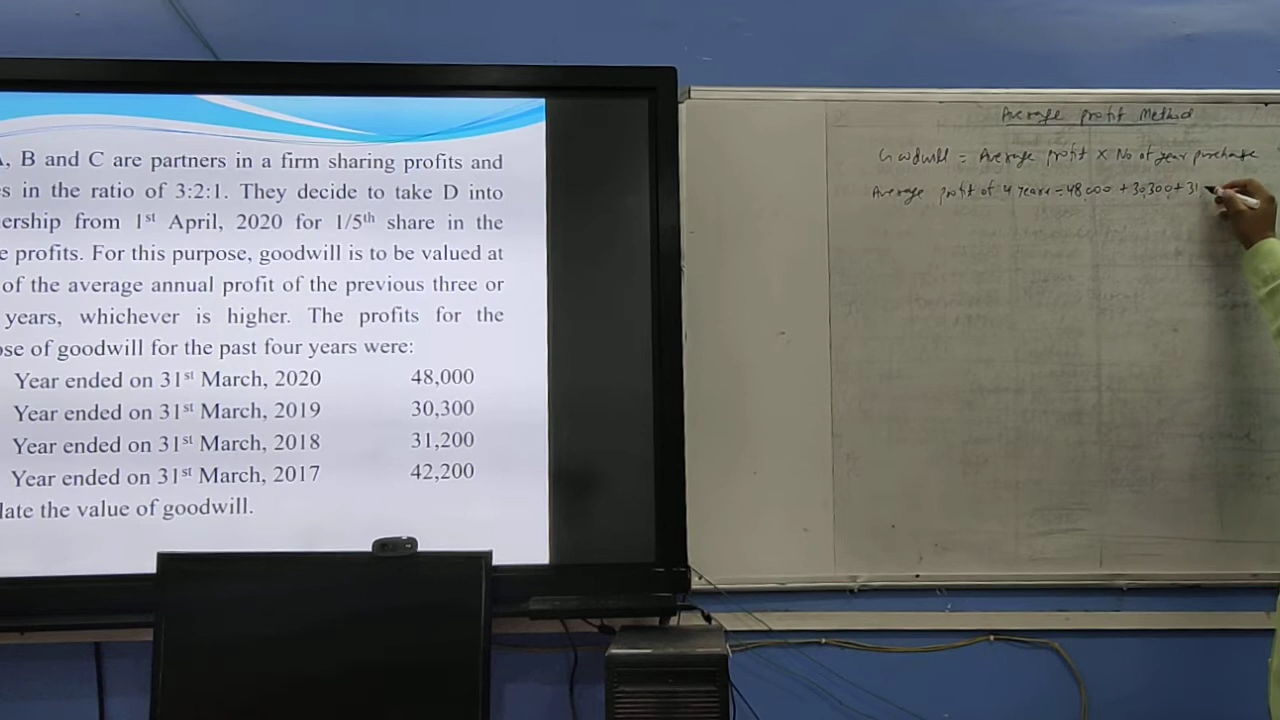 A, B and C are partners in a firm sharing profits and
es in the ratio of 3:2:1. They decide to take D into
ership from 1st April, 2020 for 1/5th share in the
e profits. For this purpose, goodwill is to be valued at
of the average annual profit of the previous three or
years, whichever is higher. The profits for the
ose of goodwill for the past four years were:
Year ended on 31st March, 2020 48,000
Year ended on 31st March, 2019 30,300
Year ended on 31st March, 2018 31,200
Year ended on 31st March, 2017 42,200
late the value of goodwill.
Average profit Method
Goodwill = Average profit × No of year purchase
Average profit of 4 years = 48,000 + 30,300 + 31